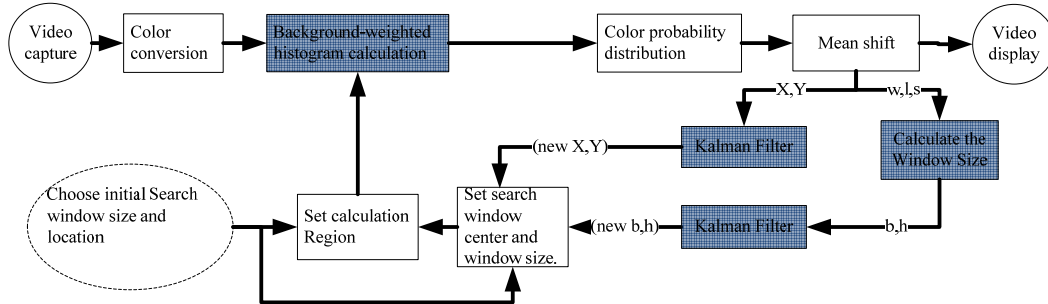 Video
capture
Color
conversion
Background-weighted
histogram calculation
Color probability
distribution
Mean shift
Video
display
X,Y
w,l,s
Kalman Filter
Calculate the
Window Size
(new X,Y)
Choose initial Search
window size and
location
Set calculation
Region
Set search
window
center and
window size.
(new b,h)
Kalman Filter
b,h